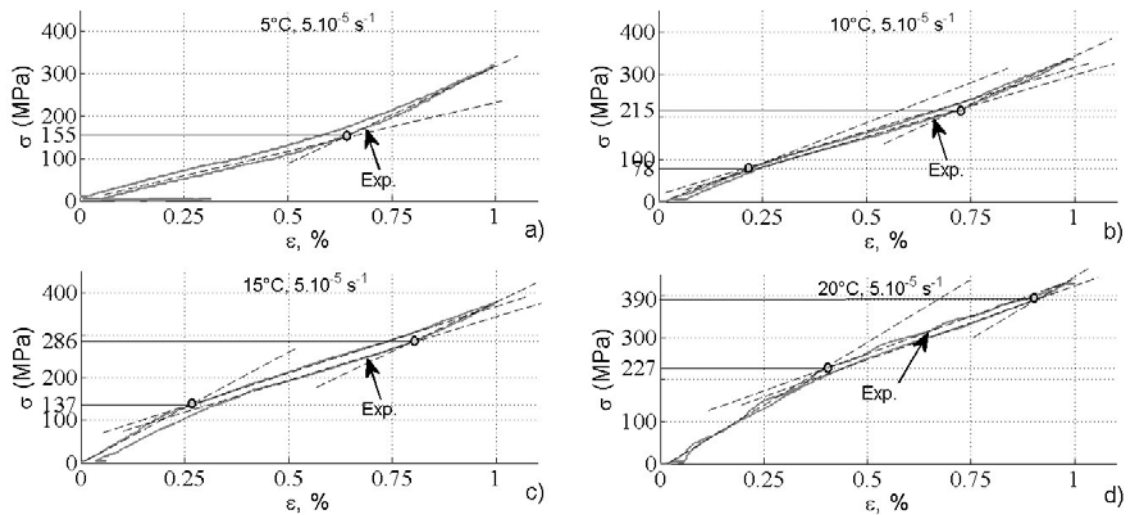 5°C, 5.10⁻⁵ s⁻¹
400
300
200
155
100
0
σ (MPa)
Exp.
0 0.25 0.5 0.75 1
ε, %
a)
10°C, 5.10⁻⁵ s⁻¹
400
300
215
100
78
0
σ (MPa)
Exp.
0 0.25 0.5 0.75 1
ε, %
b)
15°C, 5.10⁻⁵ s⁻¹
400
286
200
137
100
0
σ (MPa)
Exp.
0 0.25 0.5 0.75 1
ε, %
c)
20°C, 5.10⁻⁵ s⁻¹
390
300
227
100
0
σ (MPa)
Exp.
0 0.25 0.5 0.75 1
ε, %
d)